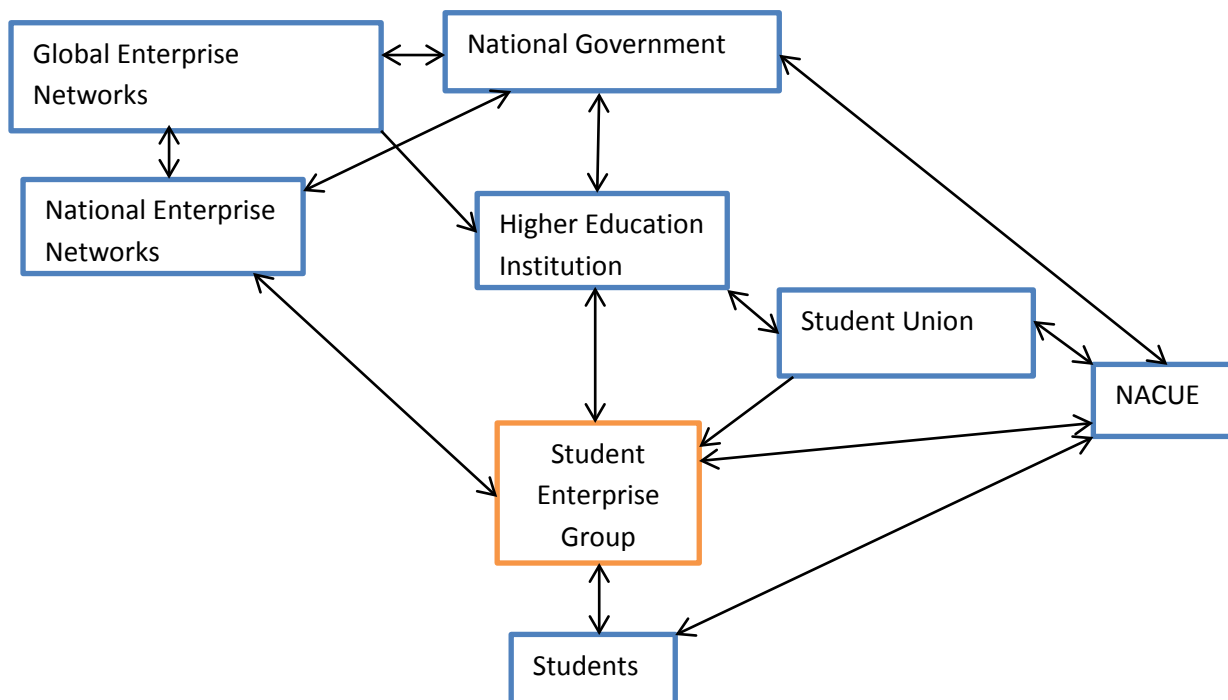 Global Enterprise
Networks
National Government
National Enterprise
Networks
Higher Education
Institution
Student Union
NACUE
Student
Enterprise
Group
Students